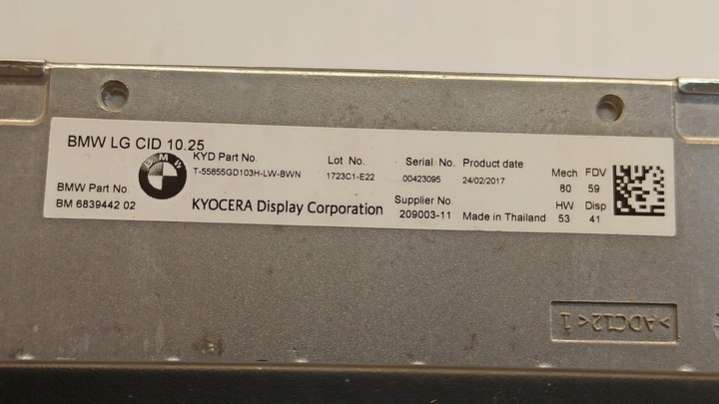 BMW LG CID 10.25
KYD Part No.
T-55855GD103H-LW-BWN
Lot No.
1723C1-E22
Serial No.
00423095
Product date
24/02/2017
Mech FDV
80 59
HW Disp
53 41
BMW
BMW Part No
BM 6839442 02
KYOCERA Display Corporation
Supplier No
209003-11
Made in Thailand
>ADC12<1